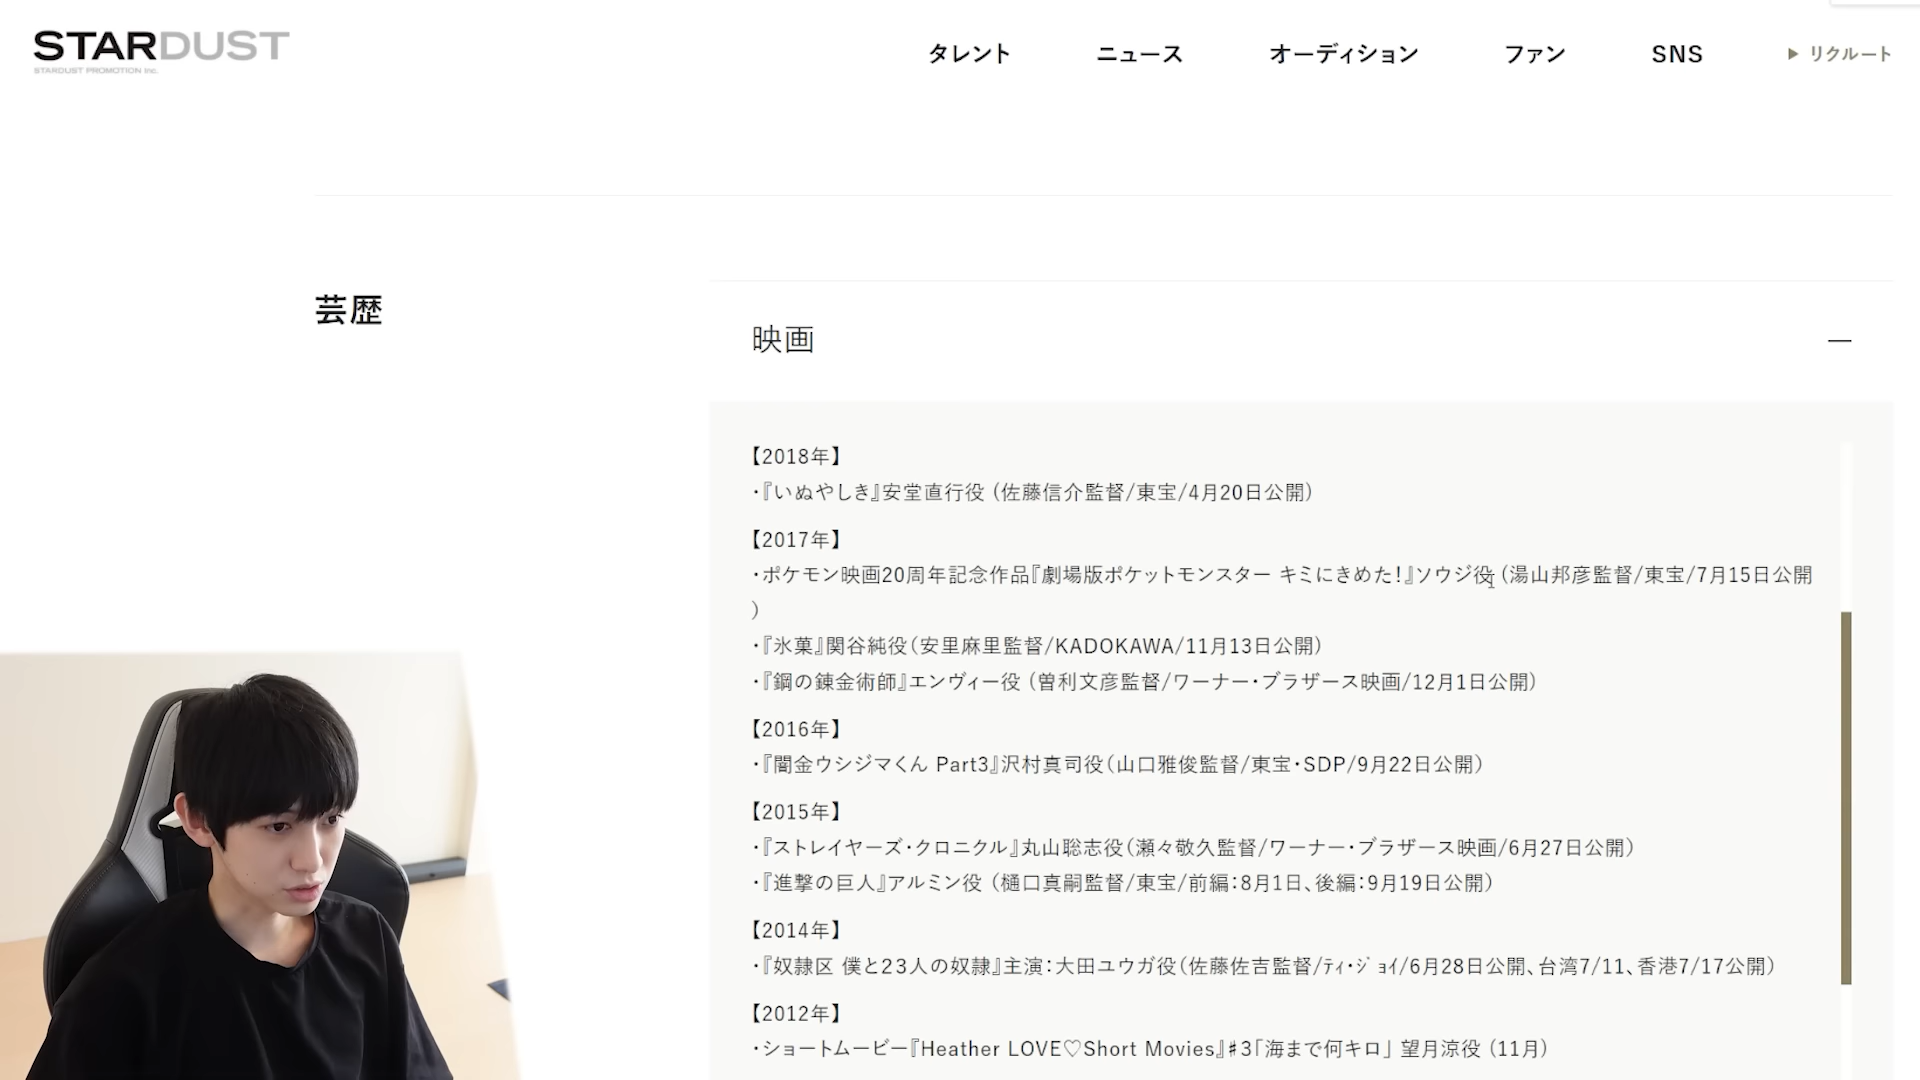 STARDUST
STARDUST PROMOTION Inc.
タレント
ニュース
オーディション
ファン
SNS
リクルート
芸歴
映画
【2018年】
・『いぬやしき』安堂直行役 (佐藤信介監督/東宝/4月20日公開)
【2017年】
・ポケモン映画20周年記念作品『劇場版ポケットモンスター キミにきめた!』ソウジ役 (湯山邦彦監督/東宝/7月15日公開
)
・『氷菓』関谷純役(安里麻里監督/KADOKAWA/11月13日公開)
・『鋼の錬金術師』エンヴィー役 (曽利文彦監督/ワーナー・ブラザース映画/12月1日公開)
【2016年】
・『闇金ウシジマくん Part3』沢村真司役(山口雅俊監督/東宝・SDP/9月22日公開)
【2015年】
・『ストレイヤーズ・クロニクル』丸山聡志役(瀬々敬久監督/ワーナー・ブラザース映画/6月27日公開)
・『進撃の巨人』アルミン役 (樋口真嗣監督/東宝/前編:8月1日、後編:9月19日公開)
【2014年】
・『奴隷区 僕と23人の奴隷』主演:大田ユウガ役(佐藤佐吉監督/ﾃｨ・ｼﾞｮｲ/6月28日公開、台湾7/11、香港7/17公開)
【2012年】
・ショートムービー『Heather LOVE♡Short Movies』♯3「海まで何キロ」 望月涼役 (11月)